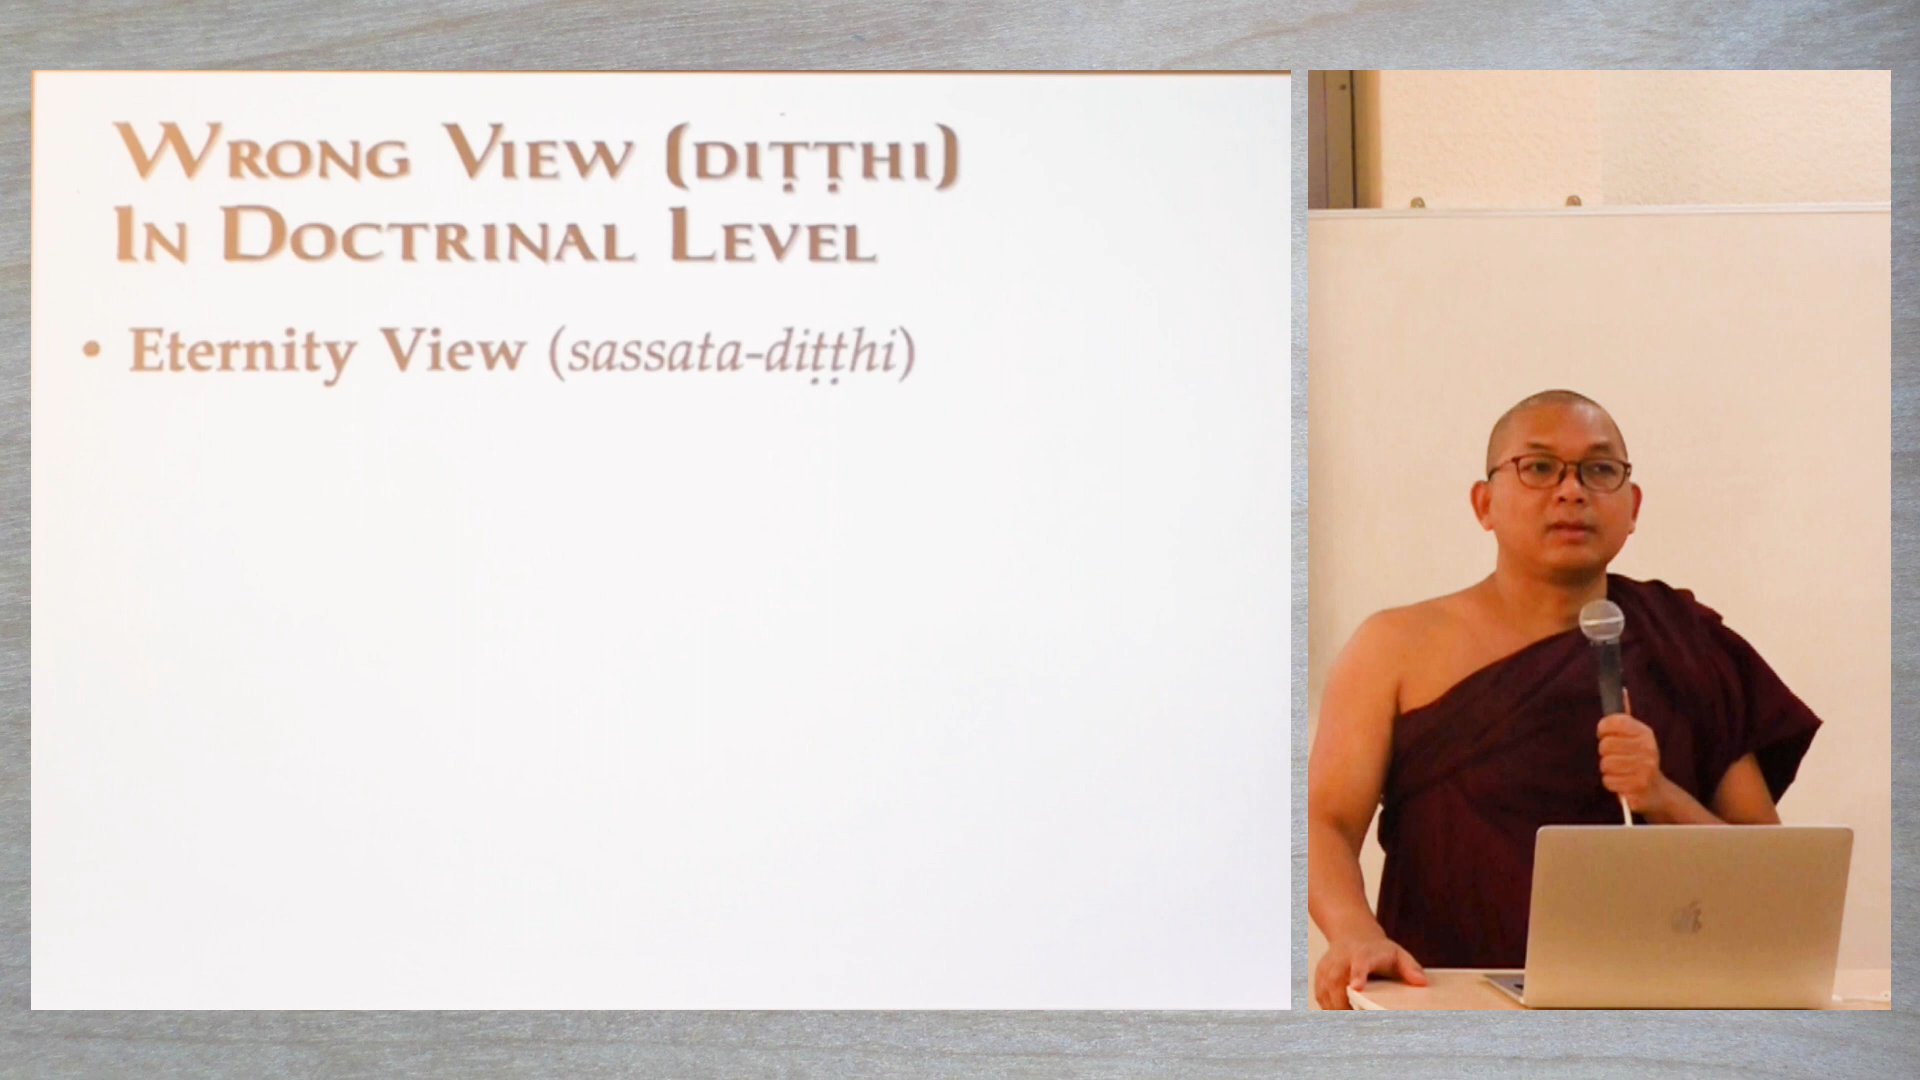 Wrong View (diṭṭhi)
In Doctrinal Level
• Eternity View (sassata-diṭṭhi)